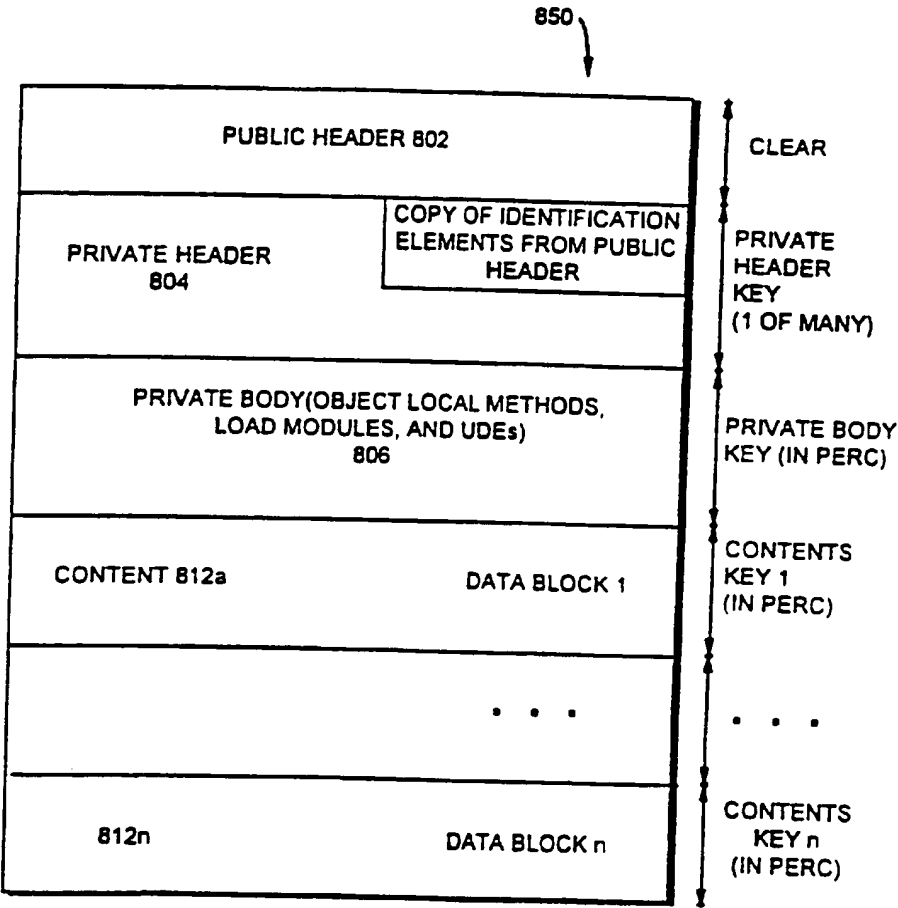 850
PUBLIC HEADER 802
CLEAR
COPY OF IDENTIFICATION
ELEMENTS FROM PUBLIC
HEADER
PRIVATE HEADER
804
PRIVATE
HEADER
KEY
(1 OF MANY)
PRIVATE BODY(OBJECT LOCAL METHODS,
LOAD MODULES, AND UDEs)
806
PRIVATE BODY
KEY (IN PERC)
CONTENT 812a
DATA BLOCK 1
CONTENTS
KEY 1
(IN PERC)
. . .
. . .
812n
DATA BLOCK n
CONTENTS
KEY n
(IN PERC)